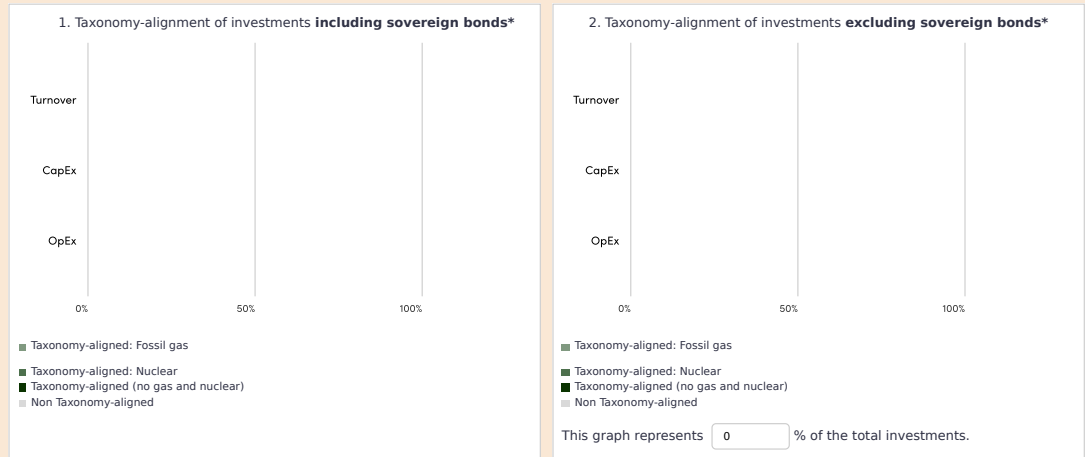 1. Taxonomy-alignment of investments including sovereign bonds*
Turnover
CapEx
OpEx
0% 50% 100%
Taxonomy-aligned: Fossil gas
Taxonomy-aligned: Nuclear
Taxonomy-aligned (no gas and nuclear)
Non Taxonomy-aligned
2. Taxonomy-alignment of investments excluding sovereign bonds*
Turnover
CapEx
OpEx
0% 50% 100%
Taxonomy-aligned: Fossil gas
Taxonomy-aligned: Nuclear
Taxonomy-aligned (no gas and nuclear)
Non Taxonomy-aligned
This graph represents 0 % of the total investments.